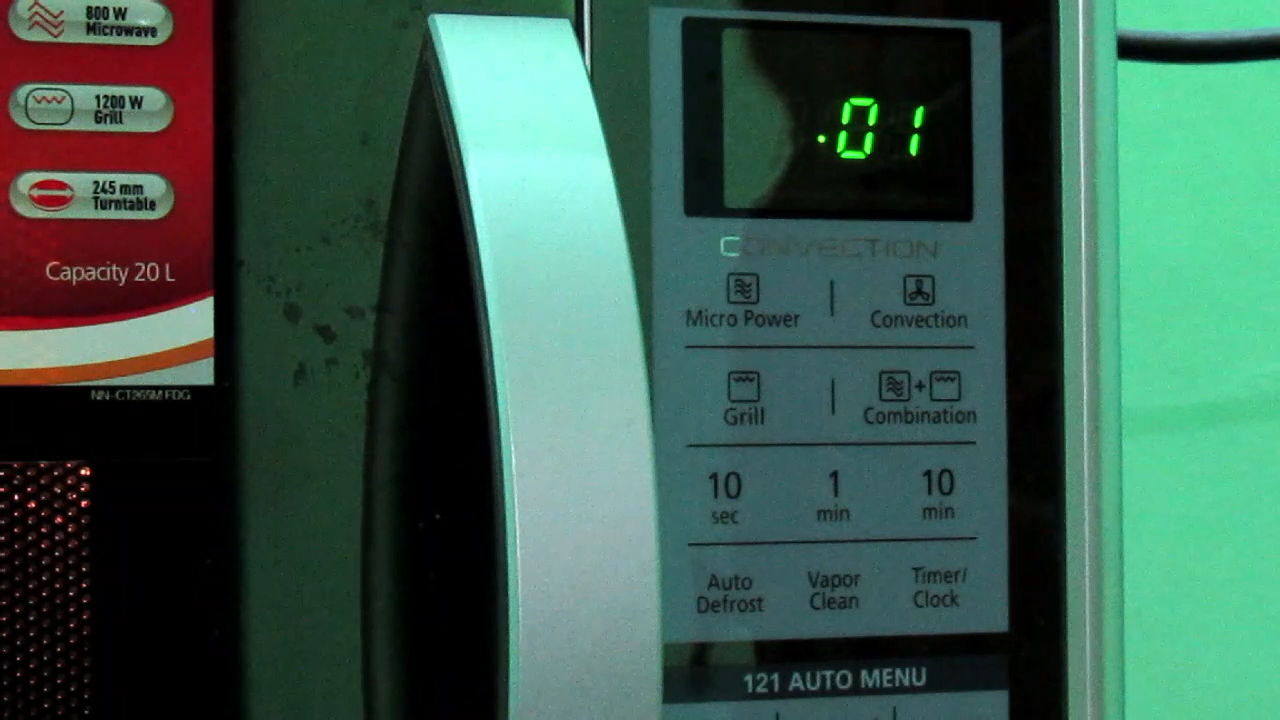 800 W
Microwave
1200 W
Grill
245 mm
Turntable
Capacity 20 L
NN-CT265M FDG
.01
CONVECTION
Micro Power | Convection
Grill | Combination
10 sec
1 min
10 min
Auto Defrost
Vapor Clean
Timer/Clock
121 AUTO MENU